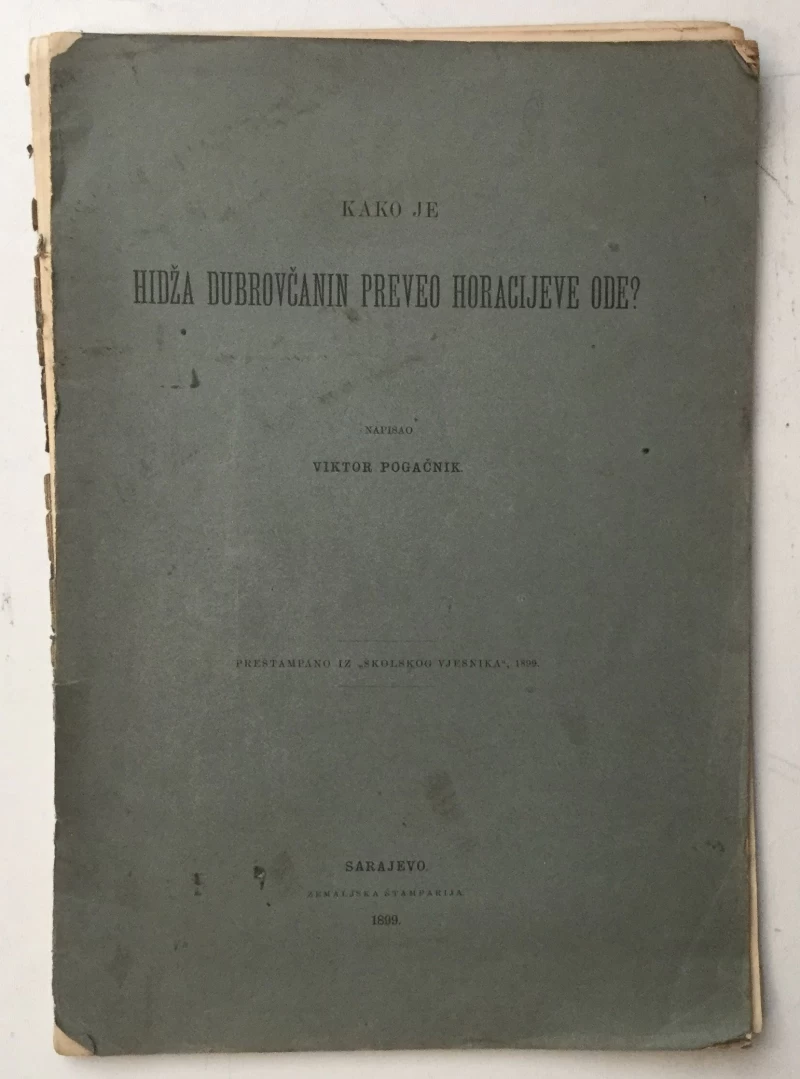 KAKO JE
HIDŽA DUBROVČANIN PREVEO HORACIJEVE ODE?
NAPISAO
VIKTOR POGAČNIK.
PREŠTAMPANO IZ „ŠKOLSKOG VJESNIKA“, 1899.
SARAJEVO.
ZEMALJSKA ŠTAMPARIJA
1899.